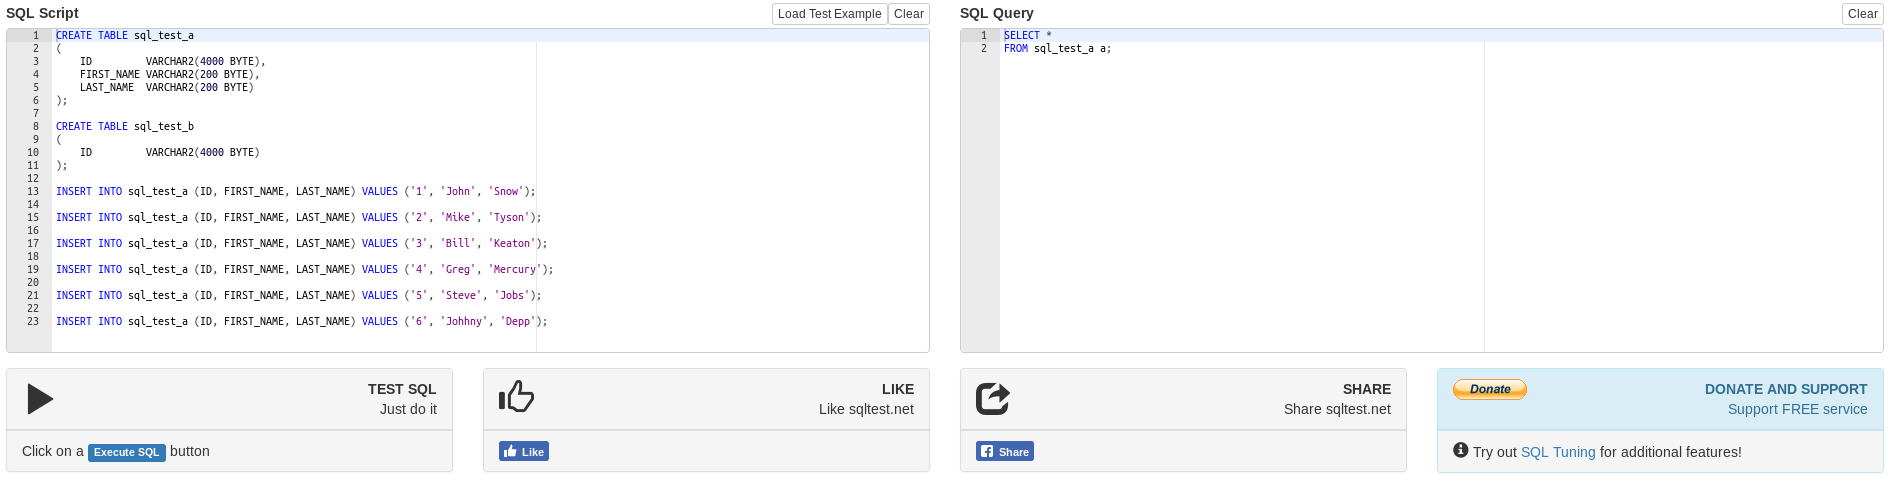 SQL Script
Load Test Example
Clear
1 CREATE TABLE sql_test_a
2 (
3     ID         VARCHAR2(4000 BYTE),
4     FIRST_NAME VARCHAR2(200 BYTE),
5     LAST_NAME  VARCHAR2(200 BYTE)
6 );
7
8 CREATE TABLE sql_test_b
9 (
10     ID         VARCHAR2(4000 BYTE)
11 );
12
13 INSERT INTO sql_test_a (ID, FIRST_NAME, LAST_NAME) VALUES ('1', 'John', 'Snow');
14
15 INSERT INTO sql_test_a (ID, FIRST_NAME, LAST_NAME) VALUES ('2', 'Mike', 'Tyson');
16
17 INSERT INTO sql_test_a (ID, FIRST_NAME, LAST_NAME) VALUES ('3', 'Bill', 'Keaton');
18
19 INSERT INTO sql_test_a (ID, FIRST_NAME, LAST_NAME) VALUES ('4', 'Greg', 'Mercury');
20
21 INSERT INTO sql_test_a (ID, FIRST_NAME, LAST_NAME) VALUES ('5', 'Steve', 'Jobs');
22
23 INSERT INTO sql_test_a (ID, FIRST_NAME, LAST_NAME) VALUES ('6', 'Johhny', 'Depp');
SQL Query
Clear
1 SELECT *
2 FROM sql_test_a a;
TEST SQL
Just do it
Click on a Execute SQL button
LIKE
Like sqltest.net
Like
SHARE
Share sqltest.net
Share
Donate
DONATE AND SUPPORT
Support FREE service
Try out SQL Tuning for additional features!